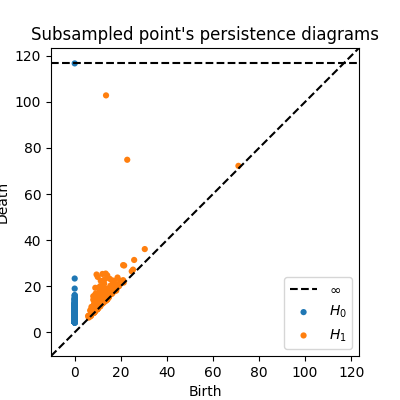 Subsampled point's persistence diagrams
120
100
80
60
40
20
0
Death
0 20 40 60 80 100 120
Birth
∞
H₀
H₁